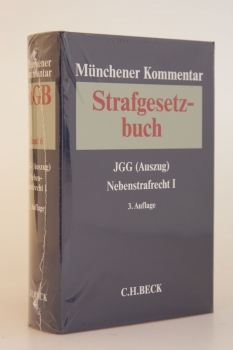 Münchener
Kommentar
StGB
Münchener Kommentar
Strafgesetz-
buch
JGG (Auszug)
Nebenstrafrecht I
3. Auflage
C.H.BECK